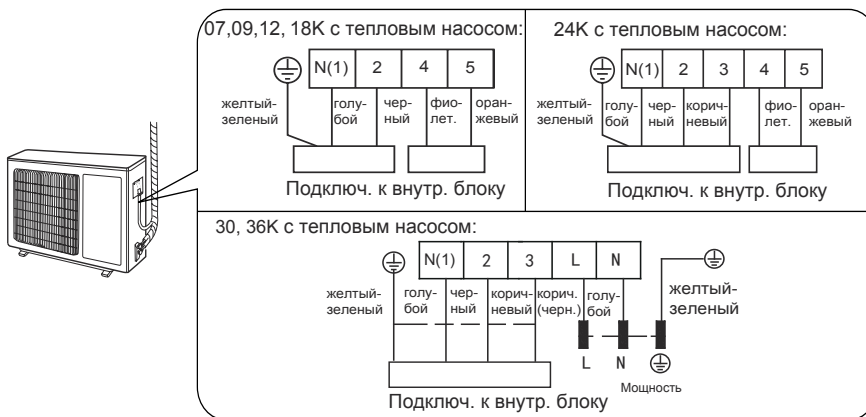 07,09,12, 18K с тепловым насосом:
N(1) 2 4 5
желтый-
зеленый
голу-
бой
чер-
ный
фио-
лет.
оран-
жевый
Подключ. к внутр. блоку
24K с тепловым насосом:
N(1) 2 3 4 5
желтый-
зеленый
голу-
бой
чер-
ный
корич-
невый
фио-
лет.
оран-
жевый
Подключ. к внутр. блоку
30, 36K с тепловым насосом:
N(1) 2 3 L N
желтый-
зеленый
голу-
бой
чер-
ный
корич-
невый
корич.
(черн.)
голу-
бой
желтый-
зеленый
L N
Мощность
Подключ. к внутр. блоку